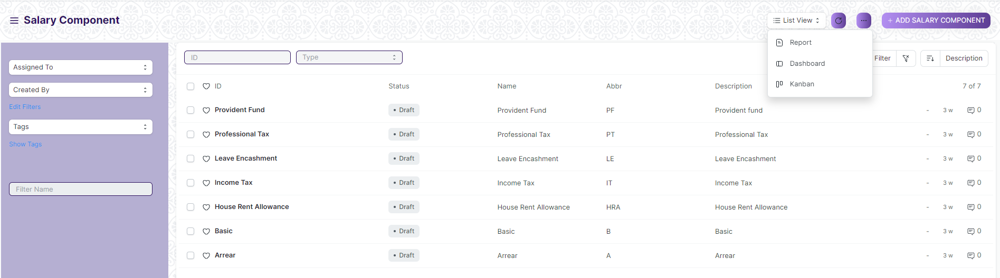 Salary Component
List View
+ ADD SALARY COMPONENT
Report
Dashboard
Kanban
Assigned To
Created By
Edit Filters
Tags
Show Tags
Filter Name
ID
Type
Filter
Description
ID Status Name Abbr Description 7 of 7
Provident Fund • Draft Provident Fund PF Provident fund - 3 w 0
Professional Tax • Draft Professional Tax PT Professional Tax - 3 w 0
Leave Encashment • Draft Leave Encashment LE Leave Encashment - 3 w 0
Income Tax • Draft Income Tax IT Income Tax - 3 w 0
House Rent Allowance • Draft House Rent Allowance HRA House Rent Allowance - 3 w 0
Basic • Draft Basic B Basic - 3 w 0
Arrear • Draft Arrear A Arrear - 3 w 0